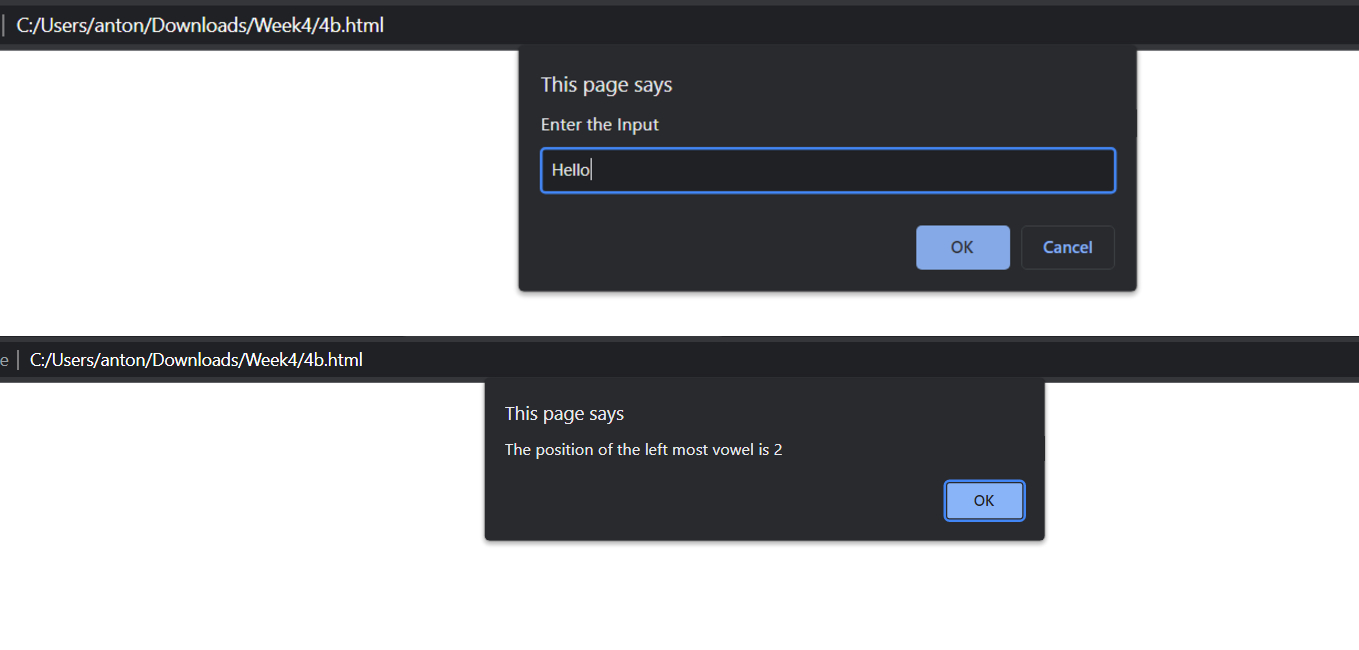 C:/Users/anton/Downloads/Week4/4b.html
This page says
Enter the Input
Hello
OK Cancel
e | C:/Users/anton/Downloads/Week4/4b.html
This page says
The position of the left most vowel is 2
OK